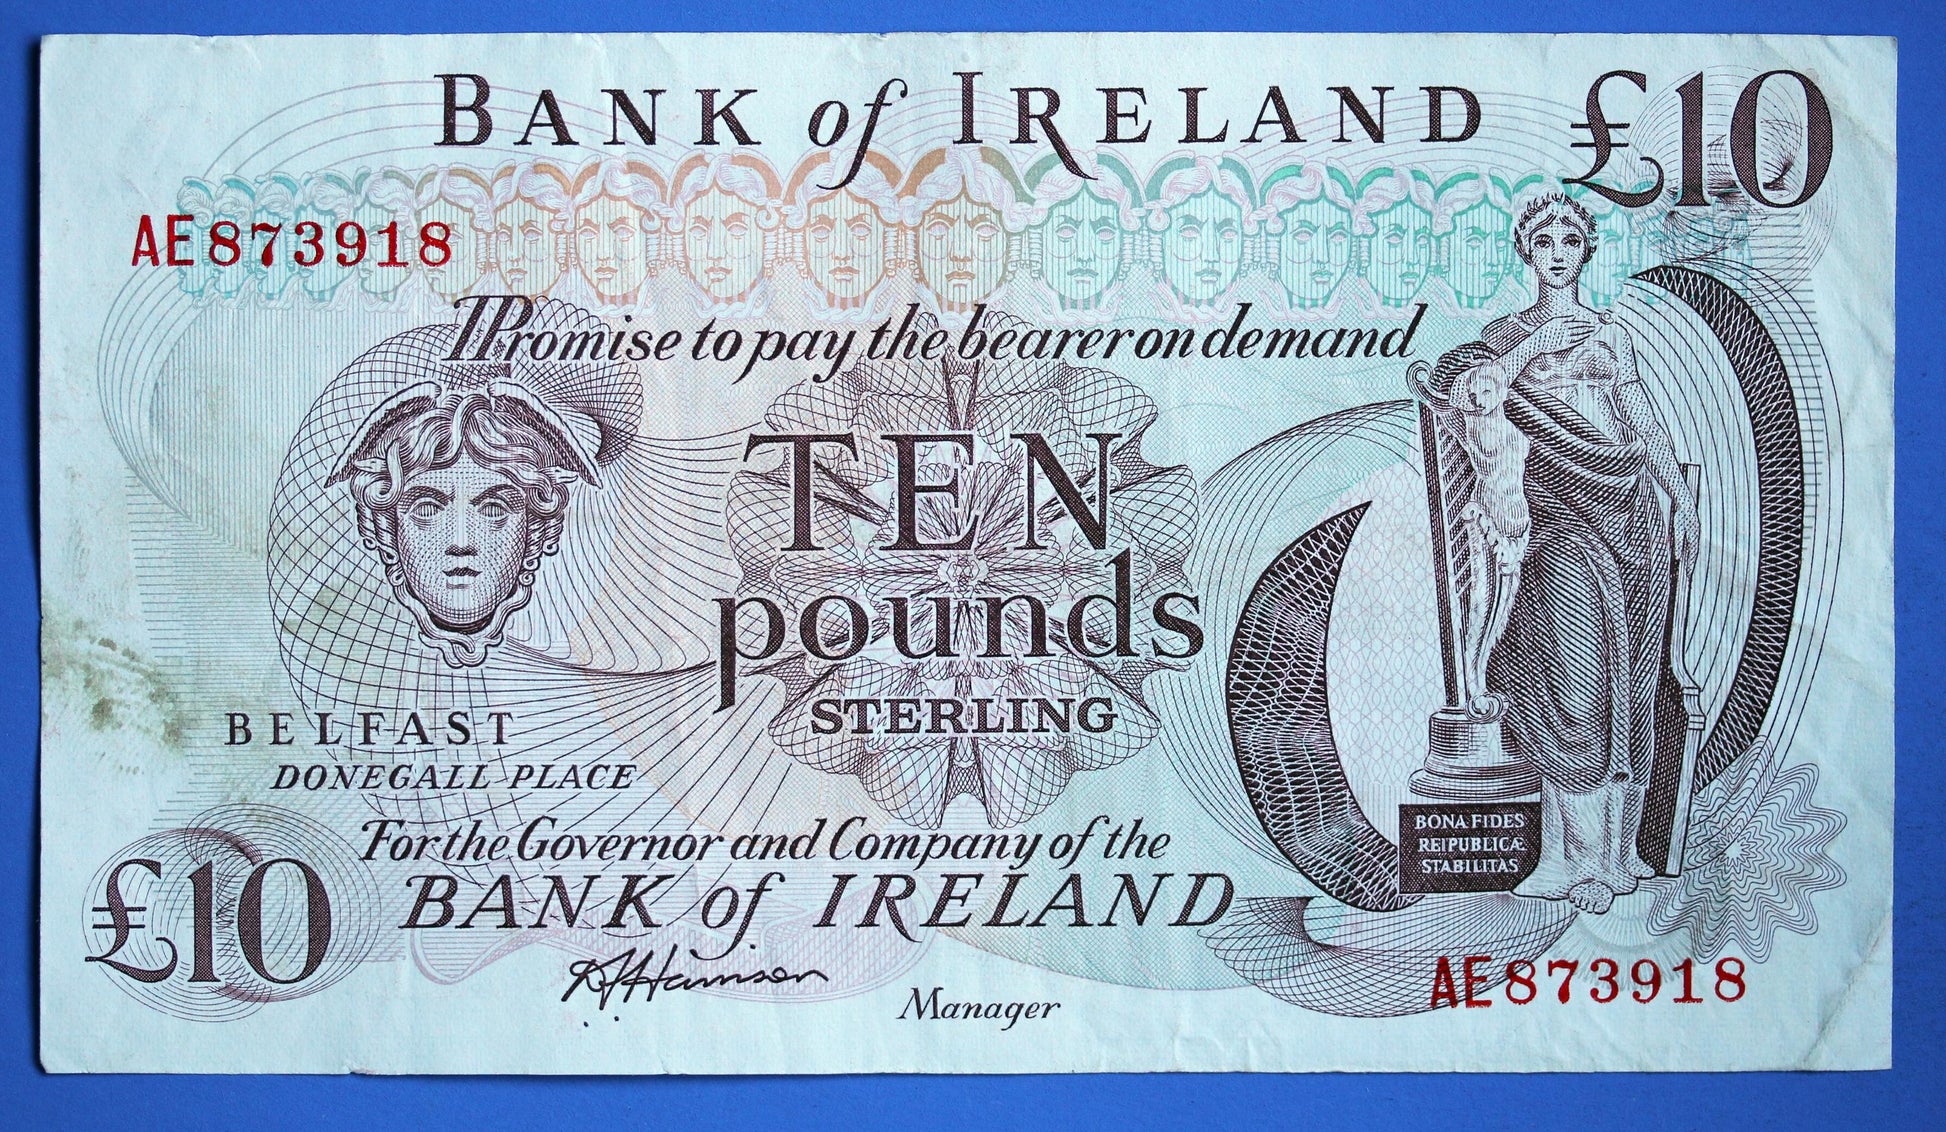 BANK of IRELAND £10
AE873918
I Promise to pay the bearer on demand
TEN
pounds
STERLING
BELFAST
DONEGALL PLACE
BONA FIDES
REIPUBLICÆ
STABILITAS
For the Governor and Company of the
BANK of IRELAND
£10
Manager
AE873918